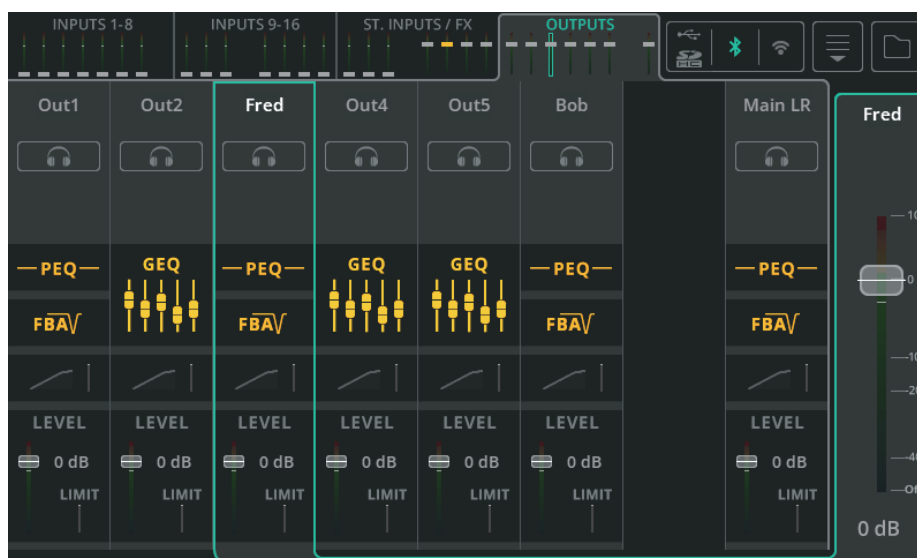 INPUTS 1-8 INPUTS 9-16 ST. INPUTS / FX OUTPUTS
Out1 Out2 Fred Out4 Out5 Bob Main LR Fred
10
PEQ GEQ PEQ GEQ GEQ PEQ PEQ
0
FBA FBA FBA FBA
10
20
LEVEL LEVEL LEVEL LEVEL LEVEL LEVEL LEVEL
0 dB 0 dB 0 dB 0 dB 0 dB 0 dB 0 dB
40
LIMIT LIMIT LIMIT LIMIT LIMIT LIMIT LIMIT
0 dB